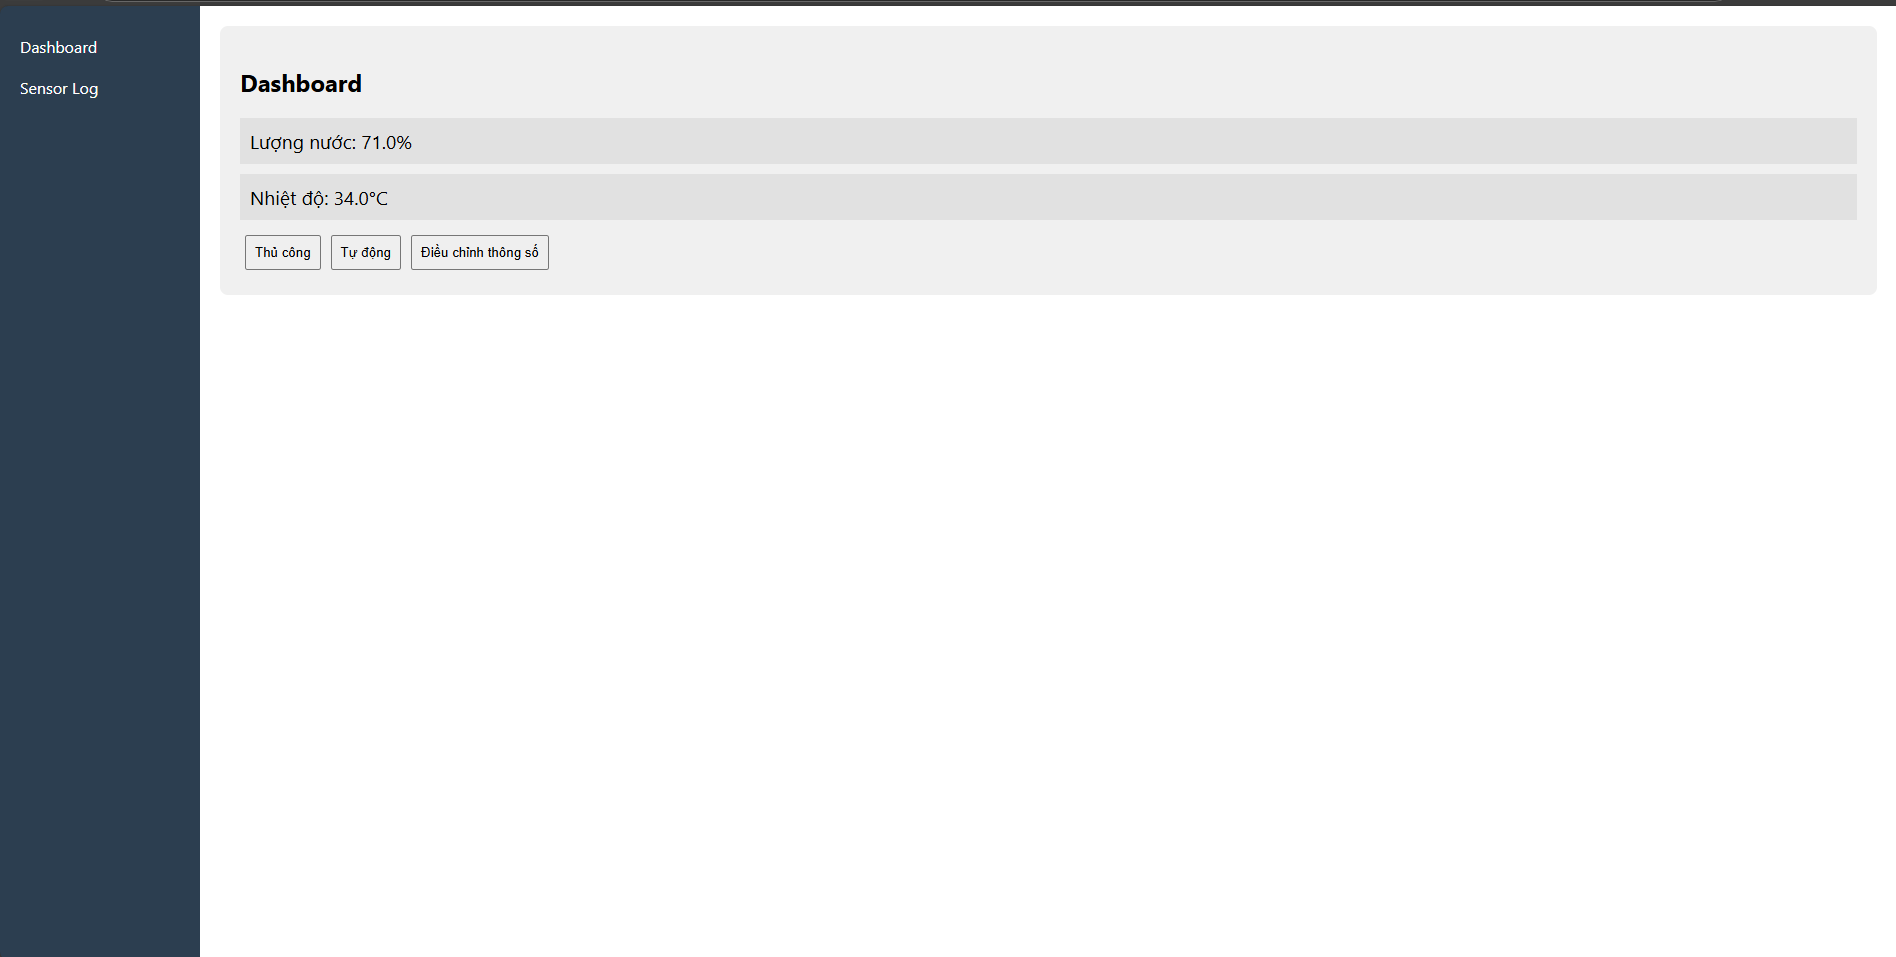 Dashboard
Sensor Log
Dashboard
Lượng nước: 71.0%
Nhiệt độ: 34.0°C
Thủ công Tự động Điều chỉnh thông số